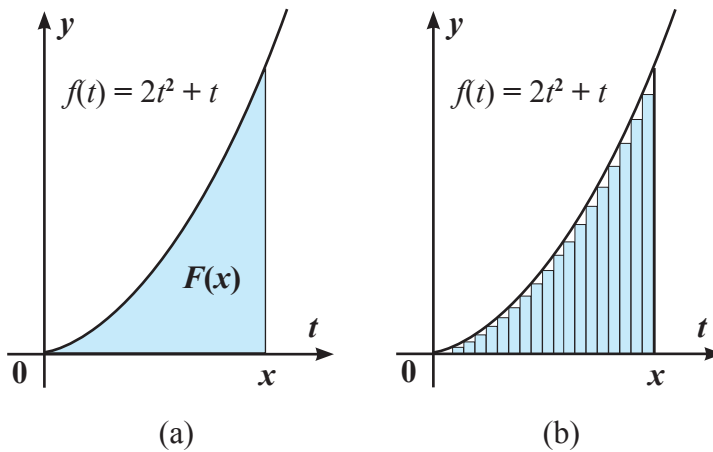 y
f(t) = 2t² + t
F(x)
t
0
x
(a)
y
f(t) = 2t² + t
t
0
x
(b)